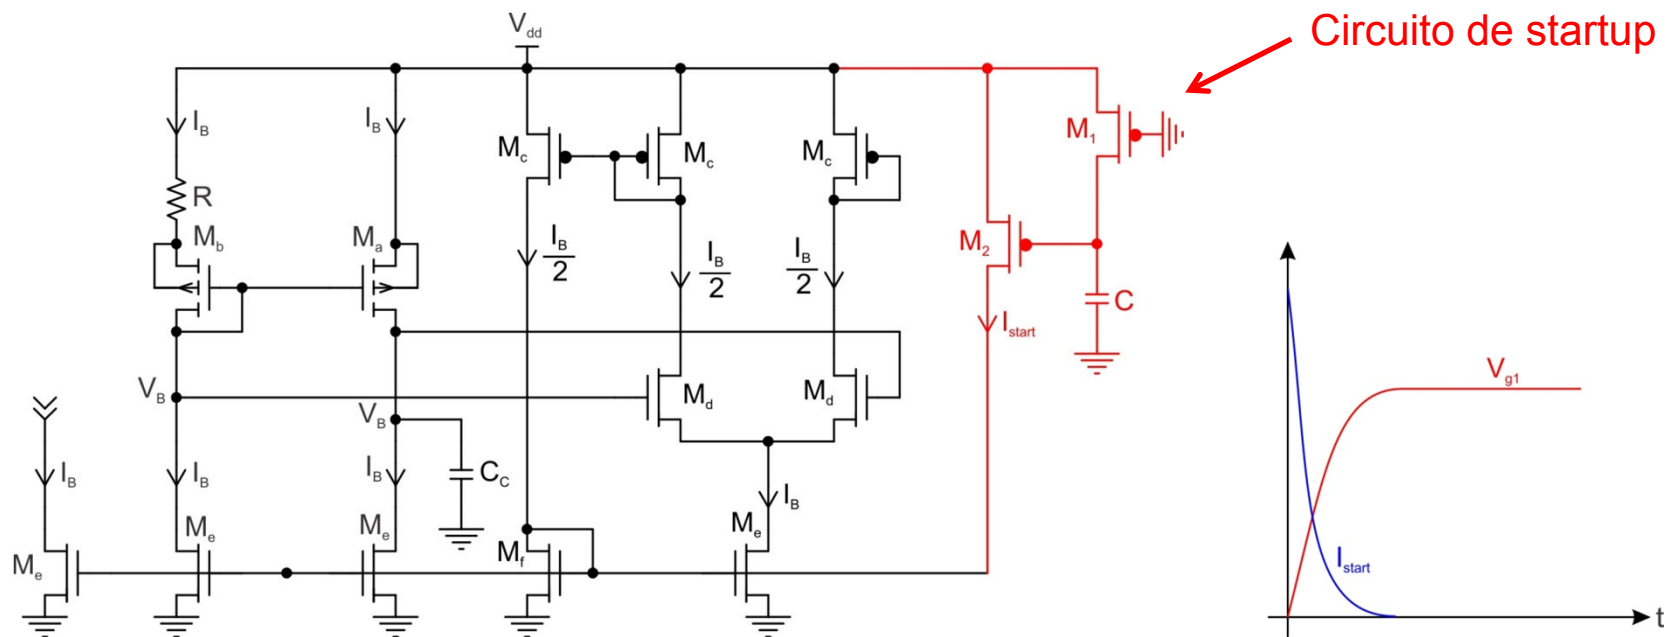 Circuito de startup
V_dd
I_B
I_B
R
M_b
M_a
M_c
M_c
M_c
M_1
M_2
I_B/2
I_B/2
I_B/2
I_start
C
V_B
V_B
M_d
M_d
I_B
I_B
I_B
C_C
I_B
M_e
M_e
M_e
M_f
M_e
V_g1
I_start
t